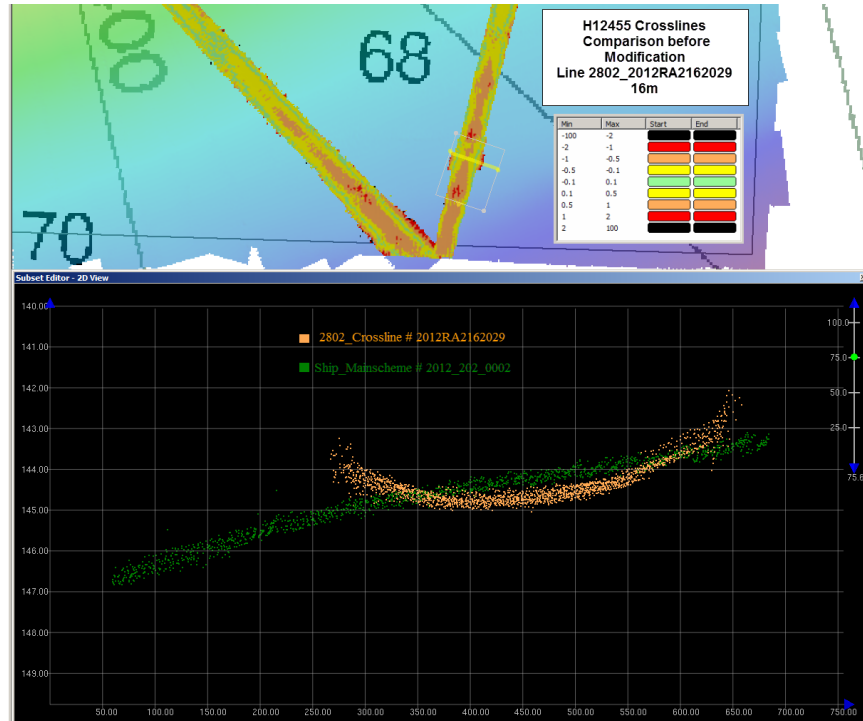 H12455 Crosslines
Comparison before
Modification
Line 2802_2012RA2162029
16m
68
70
Min Max Start End
-100 -2
-2 -1
-1 -0.5
-0.5 -0.1
-0.1 0.1
0.1 0.5
0.5 1
1 2
2 100
Subset Editor - 2D View
140.00
141.00
142.00
143.00
144.00
145.00
146.00
147.00
148.00
149.00
2802_Crossline # 2012RA2162029
Ship_Mainscheme # 2012_202_0002
100.0
75.0
50.0
25.0
50.00 100.00 150.00 200.00 250.00 300.00 350.00 400.00 450.00 500.00 550.00 600.00 650.00 700.00 750.00